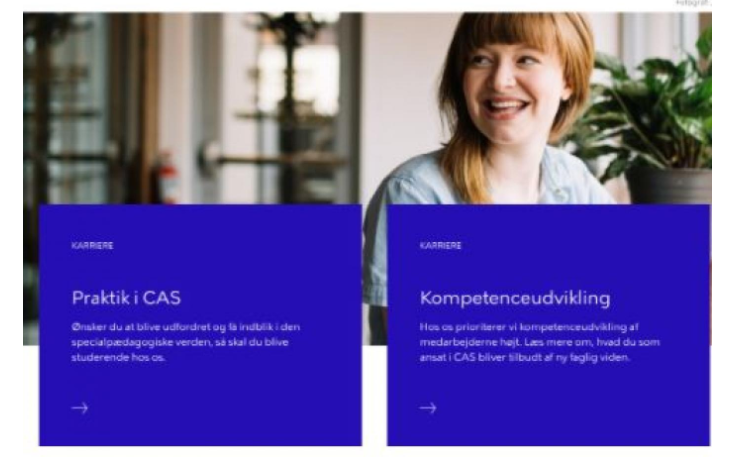 Fotografi
KARRIERE
Praktik i CAS
Ønsker du at blive udfordret og få indblik i den
specialpædagogiske verden, så skal du blive
studerende hos os.
KARRIERE
Kompetenceudvikling
Hos os prioriterer vi kompetenceudvikling af
medarbejderne højt. Læs mere om, hvad du som
ansat i CAS bliver tilbudt af ny faglig viden.